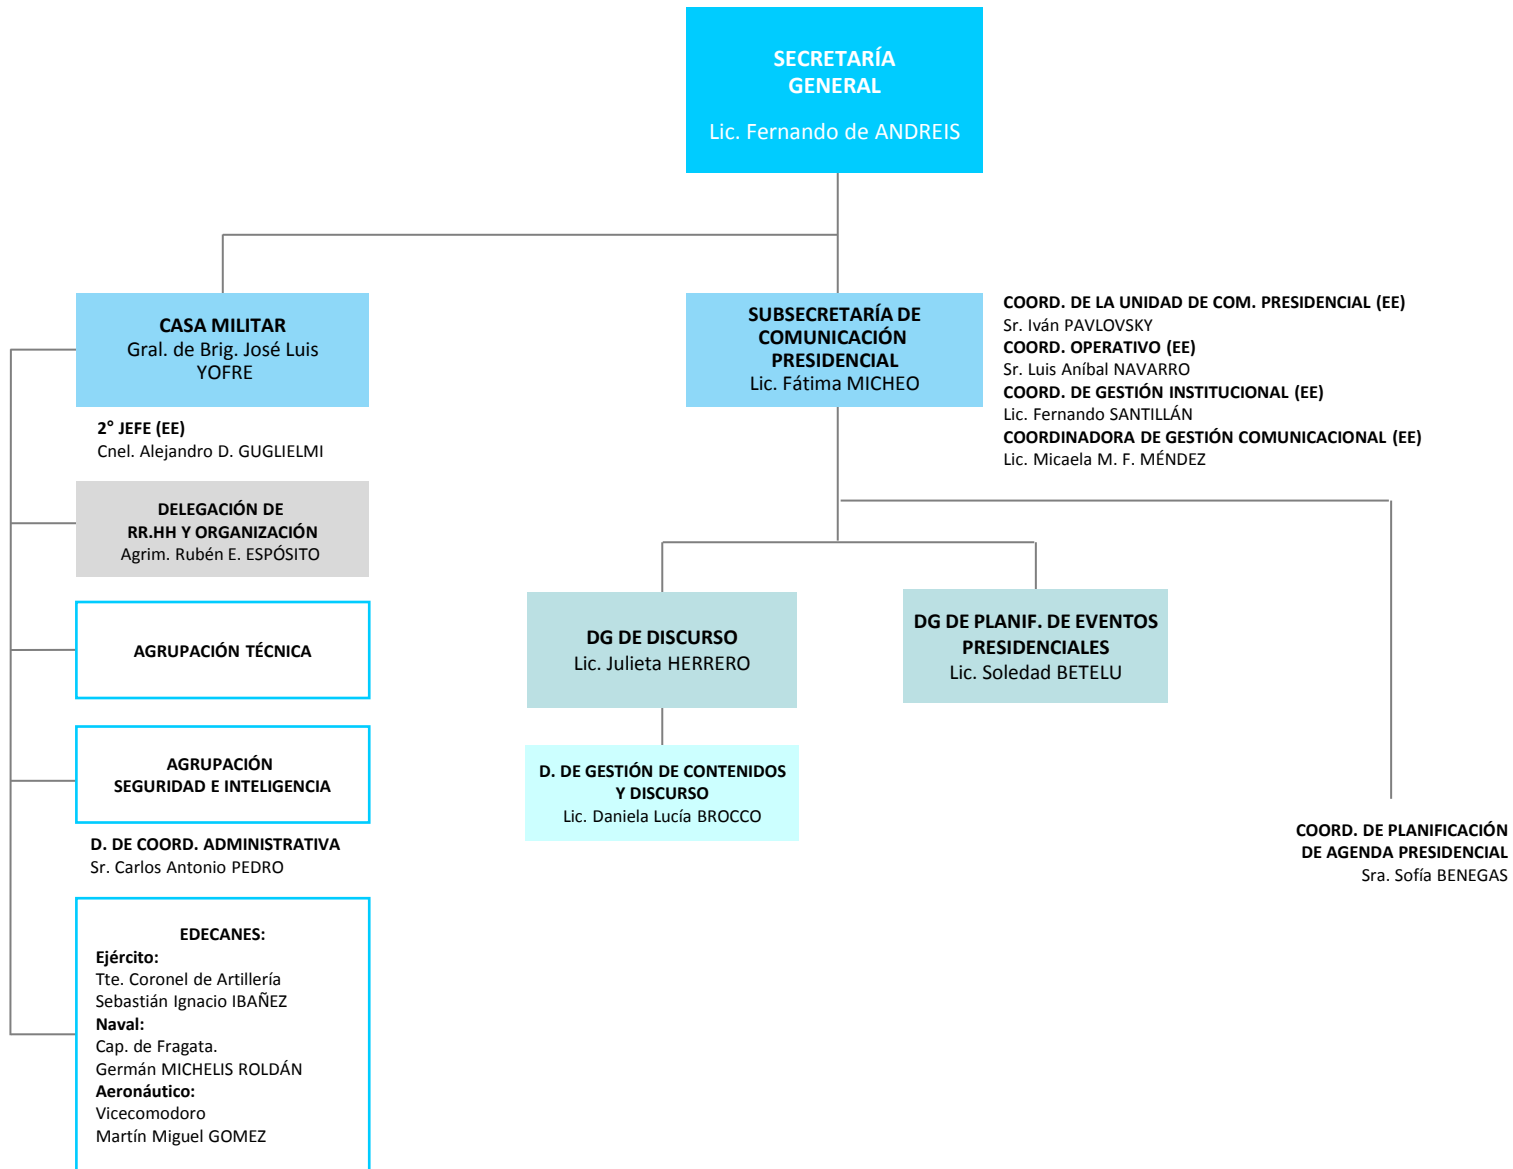 SECRETARÍA
GENERAL
Lic. Fernando de ANDREIS
CASA MILITAR
Gral. de Brig. José Luis
YOFRE
2° JEFE (EE)
Cnel. Alejandro D. GUGLIELMI
DELEGACIÓN DE
RR.HH Y ORGANIZACIÓN
Agrim. Rubén E. ESPÓSITO
AGRUPACIÓN TÉCNICA
AGRUPACIÓN
SEGURIDAD E INTELIGENCIA
D. DE COORD. ADMINISTRATIVA
Sr. Carlos Antonio PEDRO
EDECANES:
Ejército:
Tte. Coronel de Artillería
Sebastián Ignacio IBAÑEZ
Naval:
Cap. de Fragata.
Germán MICHELIS ROLDÁN
Aeronáutico:
Vicecomodoro
Martín Miguel GOMEZ
SUBSECRETARÍA DE
COMUNICACIÓN
PRESIDENCIAL
Lic. Fátima MICHEO
COORD. DE LA UNIDAD DE COM. PRESIDENCIAL (EE)
Sr. Iván PAVLOVSKY
COORD. OPERATIVO (EE)
Sr. Luis Aníbal NAVARRO
COORD. DE GESTIÓN INSTITUCIONAL (EE)
Lic. Fernando SANTILLÁN
COORDINADORA DE GESTIÓN COMUNICACIONAL (EE)
Lic. Micaela M. F. MÉNDEZ
DG DE DISCURSO
Lic. Julieta HERRERO
D. DE GESTIÓN DE CONTENIDOS
Y DISCURSO
Lic. Daniela Lucía BROCCO
DG DE PLANIF. DE EVENTOS
PRESIDENCIALES
Lic. Soledad BETELU
COORD. DE PLANIFICACIÓN
DE AGENDA PRESIDENCIAL
Sra. Sofía BENEGAS